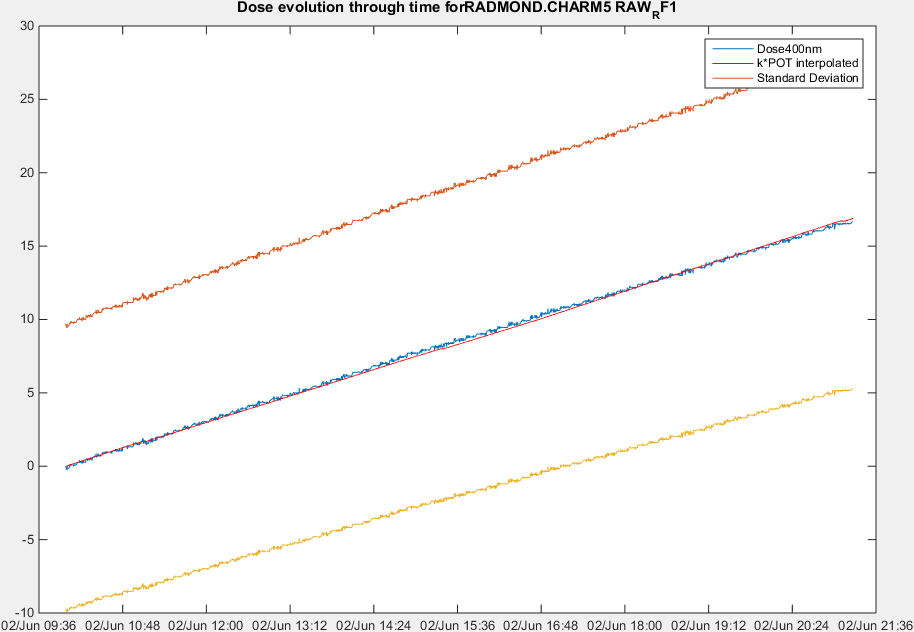 Dose evolution through time forRADMOND.CHARM5 RAW_RF1
30
25
20
15
10
5
0
-5
-10
Dose400nm
k*POT interpolated
Standard Deviation
02/Jun 09:36 02/Jun 10:48 02/Jun 12:00 02/Jun 13:12 02/Jun 14:24 02/Jun 15:36 02/Jun 16:48 02/Jun 18:00 02/Jun 19:12 02/Jun 20:24 02/Jun 21:36